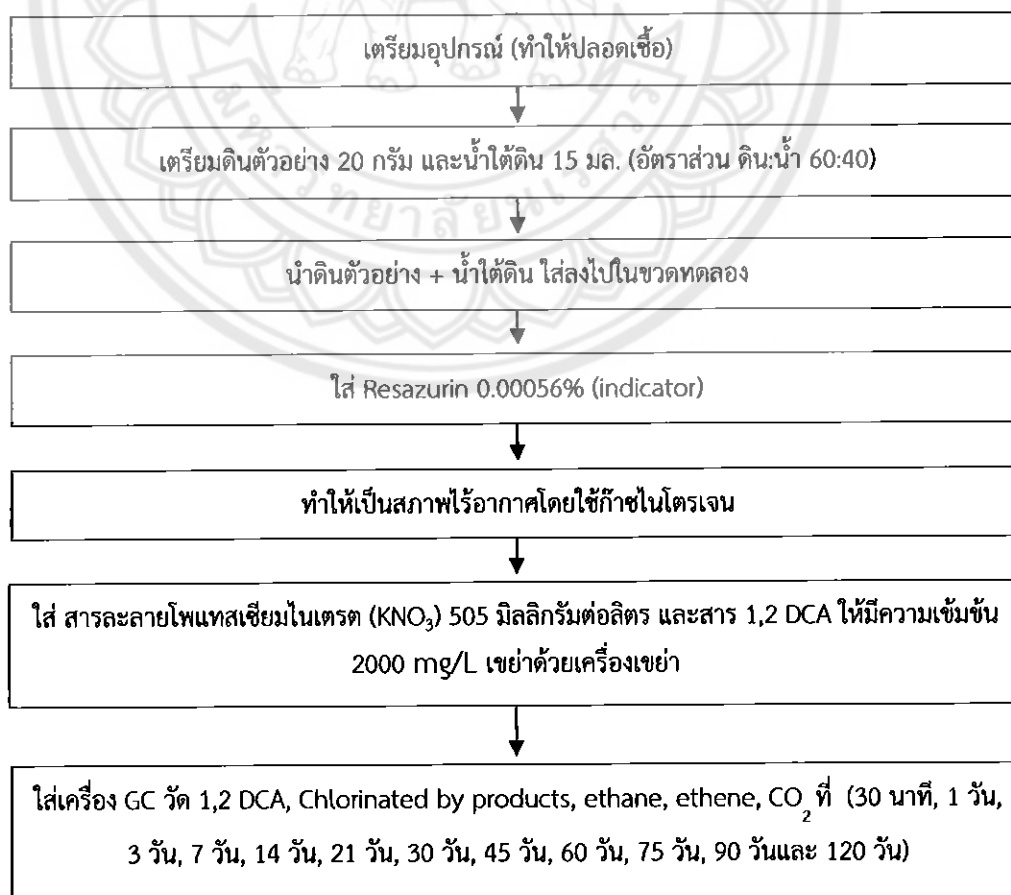 เตรียมอุปกรณ์ (ทำให้ปลอดเชื้อ)
เตรียมดินตัวอย่าง 20 กรัม และน้ำใต้ดิน 15 มล. (อัตราส่วน ดิน:น้ำ 60:40)
นำดินตัวอย่าง + น้ำใต้ดิน ใส่ลงไปในขวดทดลอง
ใส่ Resazurin 0.00056% (indicator)
ทำให้เป็นสภาพไร้อากาศโดยใช้ก๊าซไนโตรเจน
ใส่ สารละลายโพแทสเซียมไนเตรต (KNO₃) 505 มิลลิกรัมต่อลิตร และสาร 1,2 DCA ให้มีความเข้มข้น
2000 mg/L เขย่าด้วยเครื่องเขย่า
ใส่เครื่อง GC วัด 1,2 DCA, Chlorinated by products, ethane, ethene, CO₂ ที่ (30 นาที, 1 วัน,
3 วัน, 7 วัน, 14 วัน, 21 วัน, 30 วัน, 45 วัน, 60 วัน, 75 วัน, 90 วันและ 120 วัน)